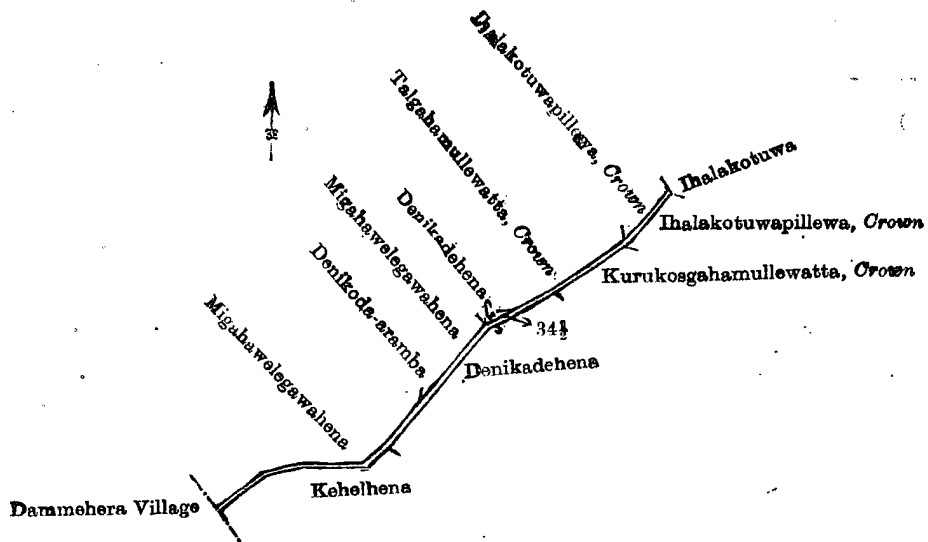 Ihalakotuwapillewa, Crown
Talgahamullewatta, Crown
Denikadehena
Migahawelegawahena
Denikoda-aramba
Migahawelegawahena
Ihalakotuwa
Ihalakotuwapillewa, Crown
Kurukosgahamullewatta, Crown
34½
Denikadehena
Kehelhena
Dammehera Village